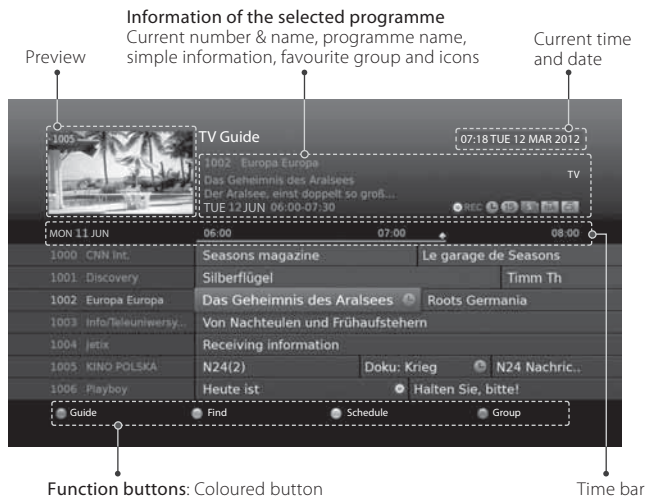 Information of the selected programme
Current number & name, programme name,
simple information, favourite group and icons
Preview
Current time
and date
1005
TV Guide
07:18 TUE 12 MAR 2012
1002 Europa Europa
TV
Das Geheimnis des Aralsees
Der Aralsee, einst doppelt so groß...
TUE 12 JUN 06:00-07:30
REC
MON 11 JUN 06:00 07:00 08:00
1000 CNN Int. Seasons magazine Le garage de Seasons
1001 Discovery Silberflügel Timm Th
1002 Europa Europa Das Geheimnis des Aralsees Roots Germania
1003 Info/Teleuniwersy... Von Nachteulen und Frühaufstehern
1004 Jetix Receiving information
1005 KINO POLSKA N24(2) Doku: Krieg N24 Nachric..
1006 Playboy Heute ist Halten Sie, bitte!
Guide Find Schedule Group
Function buttons: Coloured button
Time bar